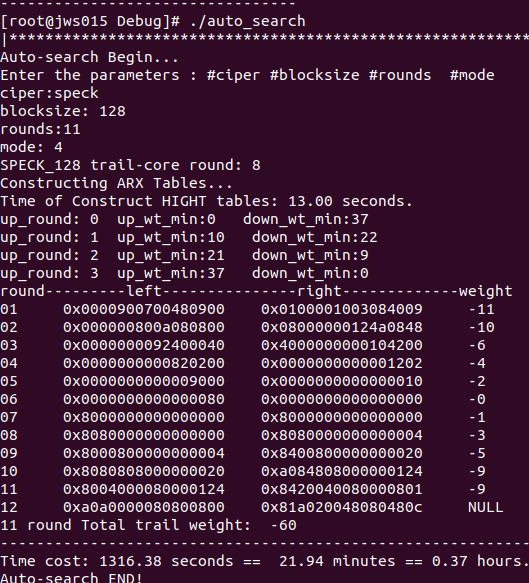 ---------------------------------
[root@jws015 Debug]# ./auto_search
|**********************************************************
Auto-search Begin...
Enter the parameters : #ciper #blocksize #rounds  #mode
ciper:speck
blocksize: 128
rounds:11
mode: 4
SPECK_128 trail-core round: 8
Constructing ARX Tables...
Time of Construct HIGHT tables: 13.00 seconds.
up_round: 0  up_wt_min:0   down_wt_min:37
up_round: 1  up_wt_min:10   down_wt_min:22
up_round: 2  up_wt_min:21   down_wt_min:9
up_round: 3  up_wt_min:37   down_wt_min:0
round---------left---------------right-------------weight
01     0x0000900700480900    0x0100001003084009     -11
02     0x000000800a080800    0x08000000124a0848     -10
03     0x0000000092400040    0x4000000000104200     -6
04     0x0000000000820200    0x0000000000001202     -4
05     0x0000000000009000    0x0000000000000010     -2
06     0x0000000000000080    0x0000000000000000     -0
07     0x8000000000000000    0x8000000000000000     -1
08     0x8080000000000000    0x8080000000000004     -3
09     0x8000800000000004    0x8400800000000020     -5
10     0x8080808000000020    0xa084808000000124     -9
11     0x8004000080000124    0x8420040080000801     -9
12     0xa0a0000080800800    0x81a020048080480c     NULL
11 round Total trail weight:  -60
-----------------------------------------------------------
Time cost: 1316.38 seconds ==  21.94 minutes == 0.37 hours.
Auto-search END!